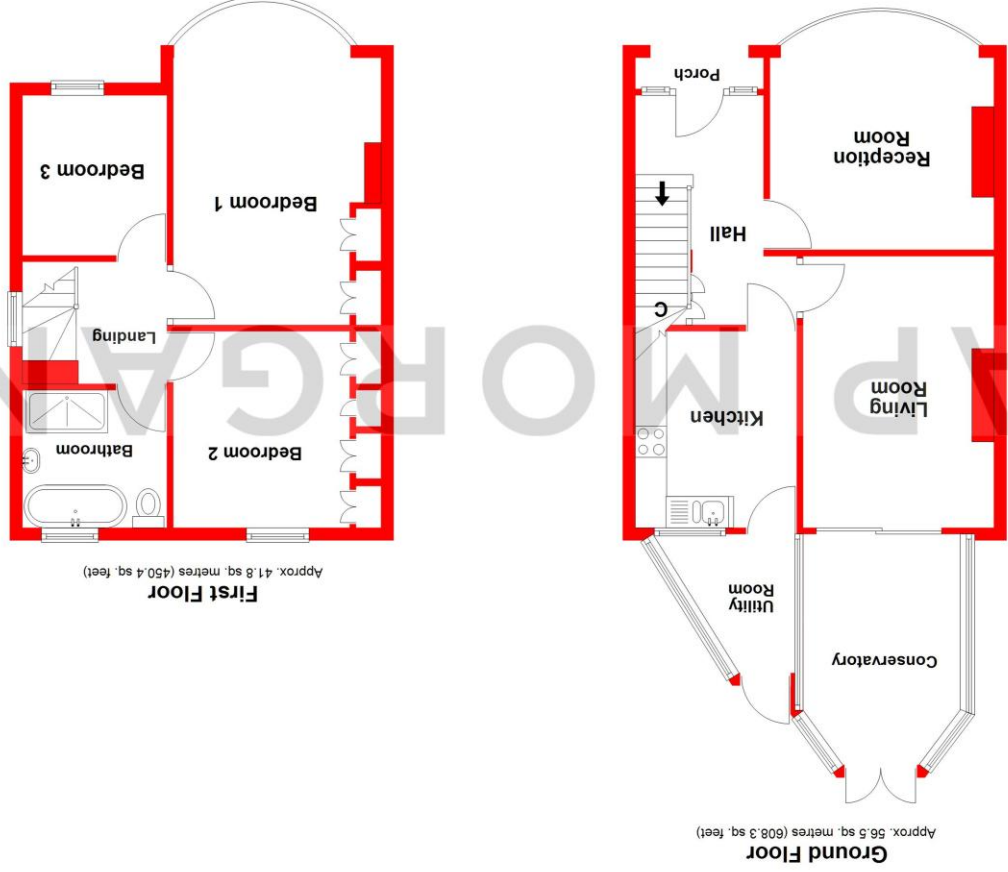 Ground Floor
Approx. 56.5 sq. metres (608.3 sq. feet)
Conservatory
Utility
Room
Living
Room
Kitchen
C
Hall
Reception
Room
Porch
First Floor
Approx. 41.8 sq. metres (450.4 sq. feet)
Bedroom 2
Bathroom
Landing
Bedroom 1
Bedroom 3
AP MORGAN